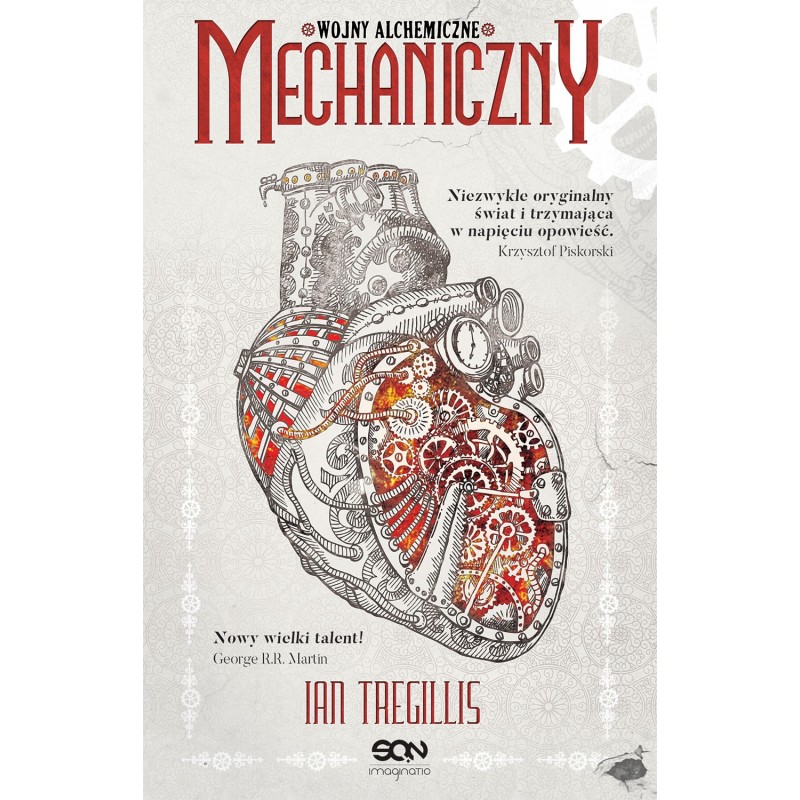 WOJNY ALCHEMICZNE
MECHANICZNY
Niezwykle oryginalny
świat i trzymająca
w napięciu opowieść.
Krzysztof Piskorski
Nowy wielki talent!
George R.R. Martin
IAN TREGILLIS
SQN
imaginatio